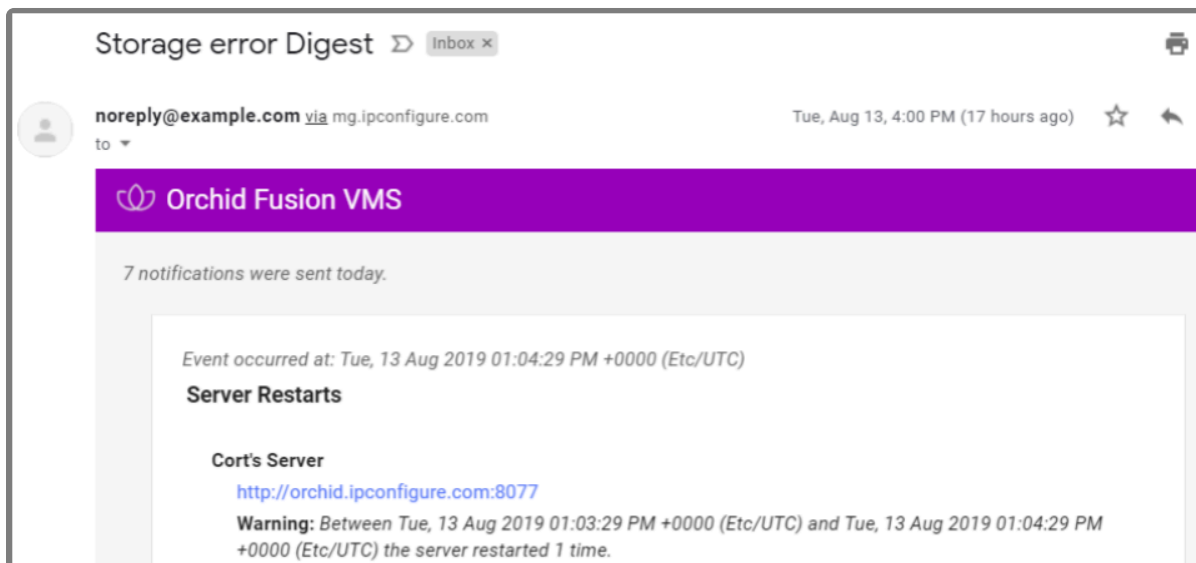 Storage error Digest Inbox ×
noreply@example.com via mg.ipconfigure.com Tue, Aug 13, 4:00 PM (17 hours ago)
to
Orchid Fusion VMS
7 notifications were sent today.
Event occurred at: Tue, 13 Aug 2019 01:04:29 PM +0000 (Etc/UTC)
Server Restarts
Cort's Server
http://orchid.ipconfigure.com:8077
Warning: Between Tue, 13 Aug 2019 01:03:29 PM +0000 (Etc/UTC) and Tue, 13 Aug 2019 01:04:29 PM
+0000 (Etc/UTC) the server restarted 1 time.